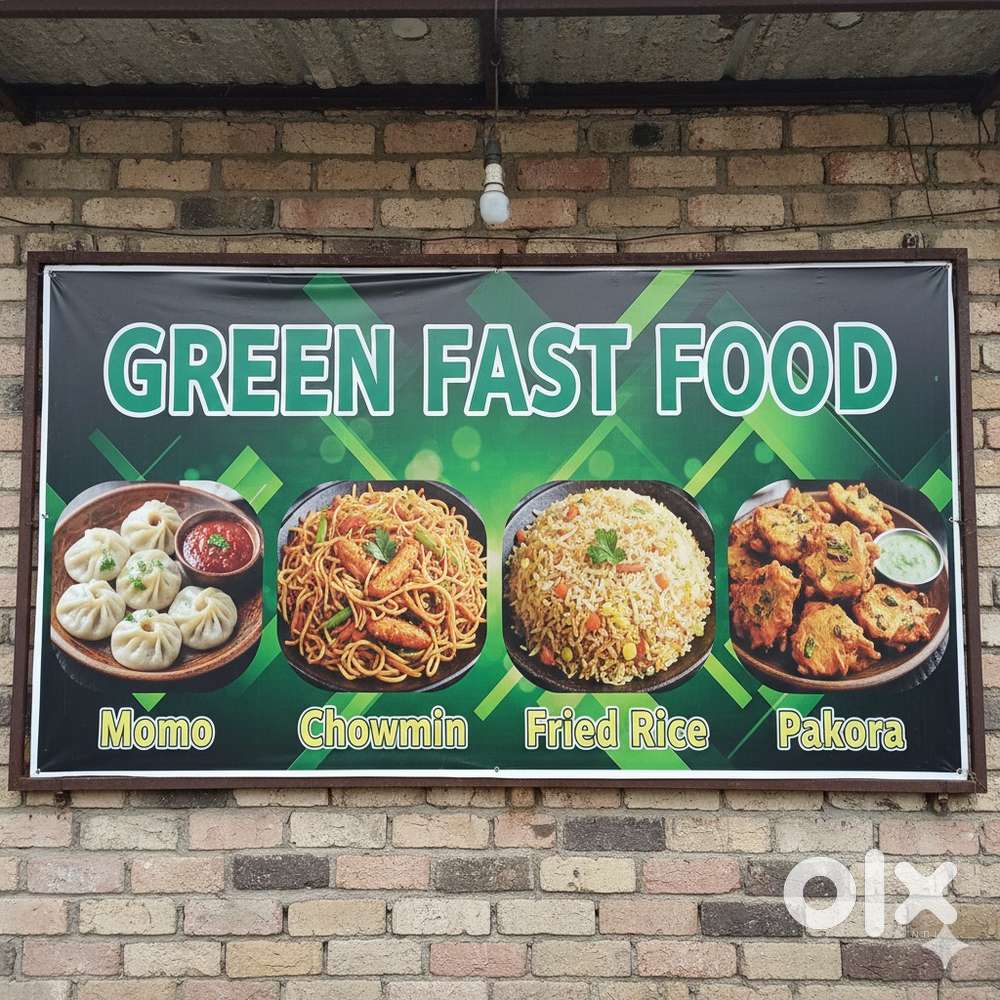 GREEN FAST FOOD
Momo
Chowmin
Fried Rice
Pakora
olx